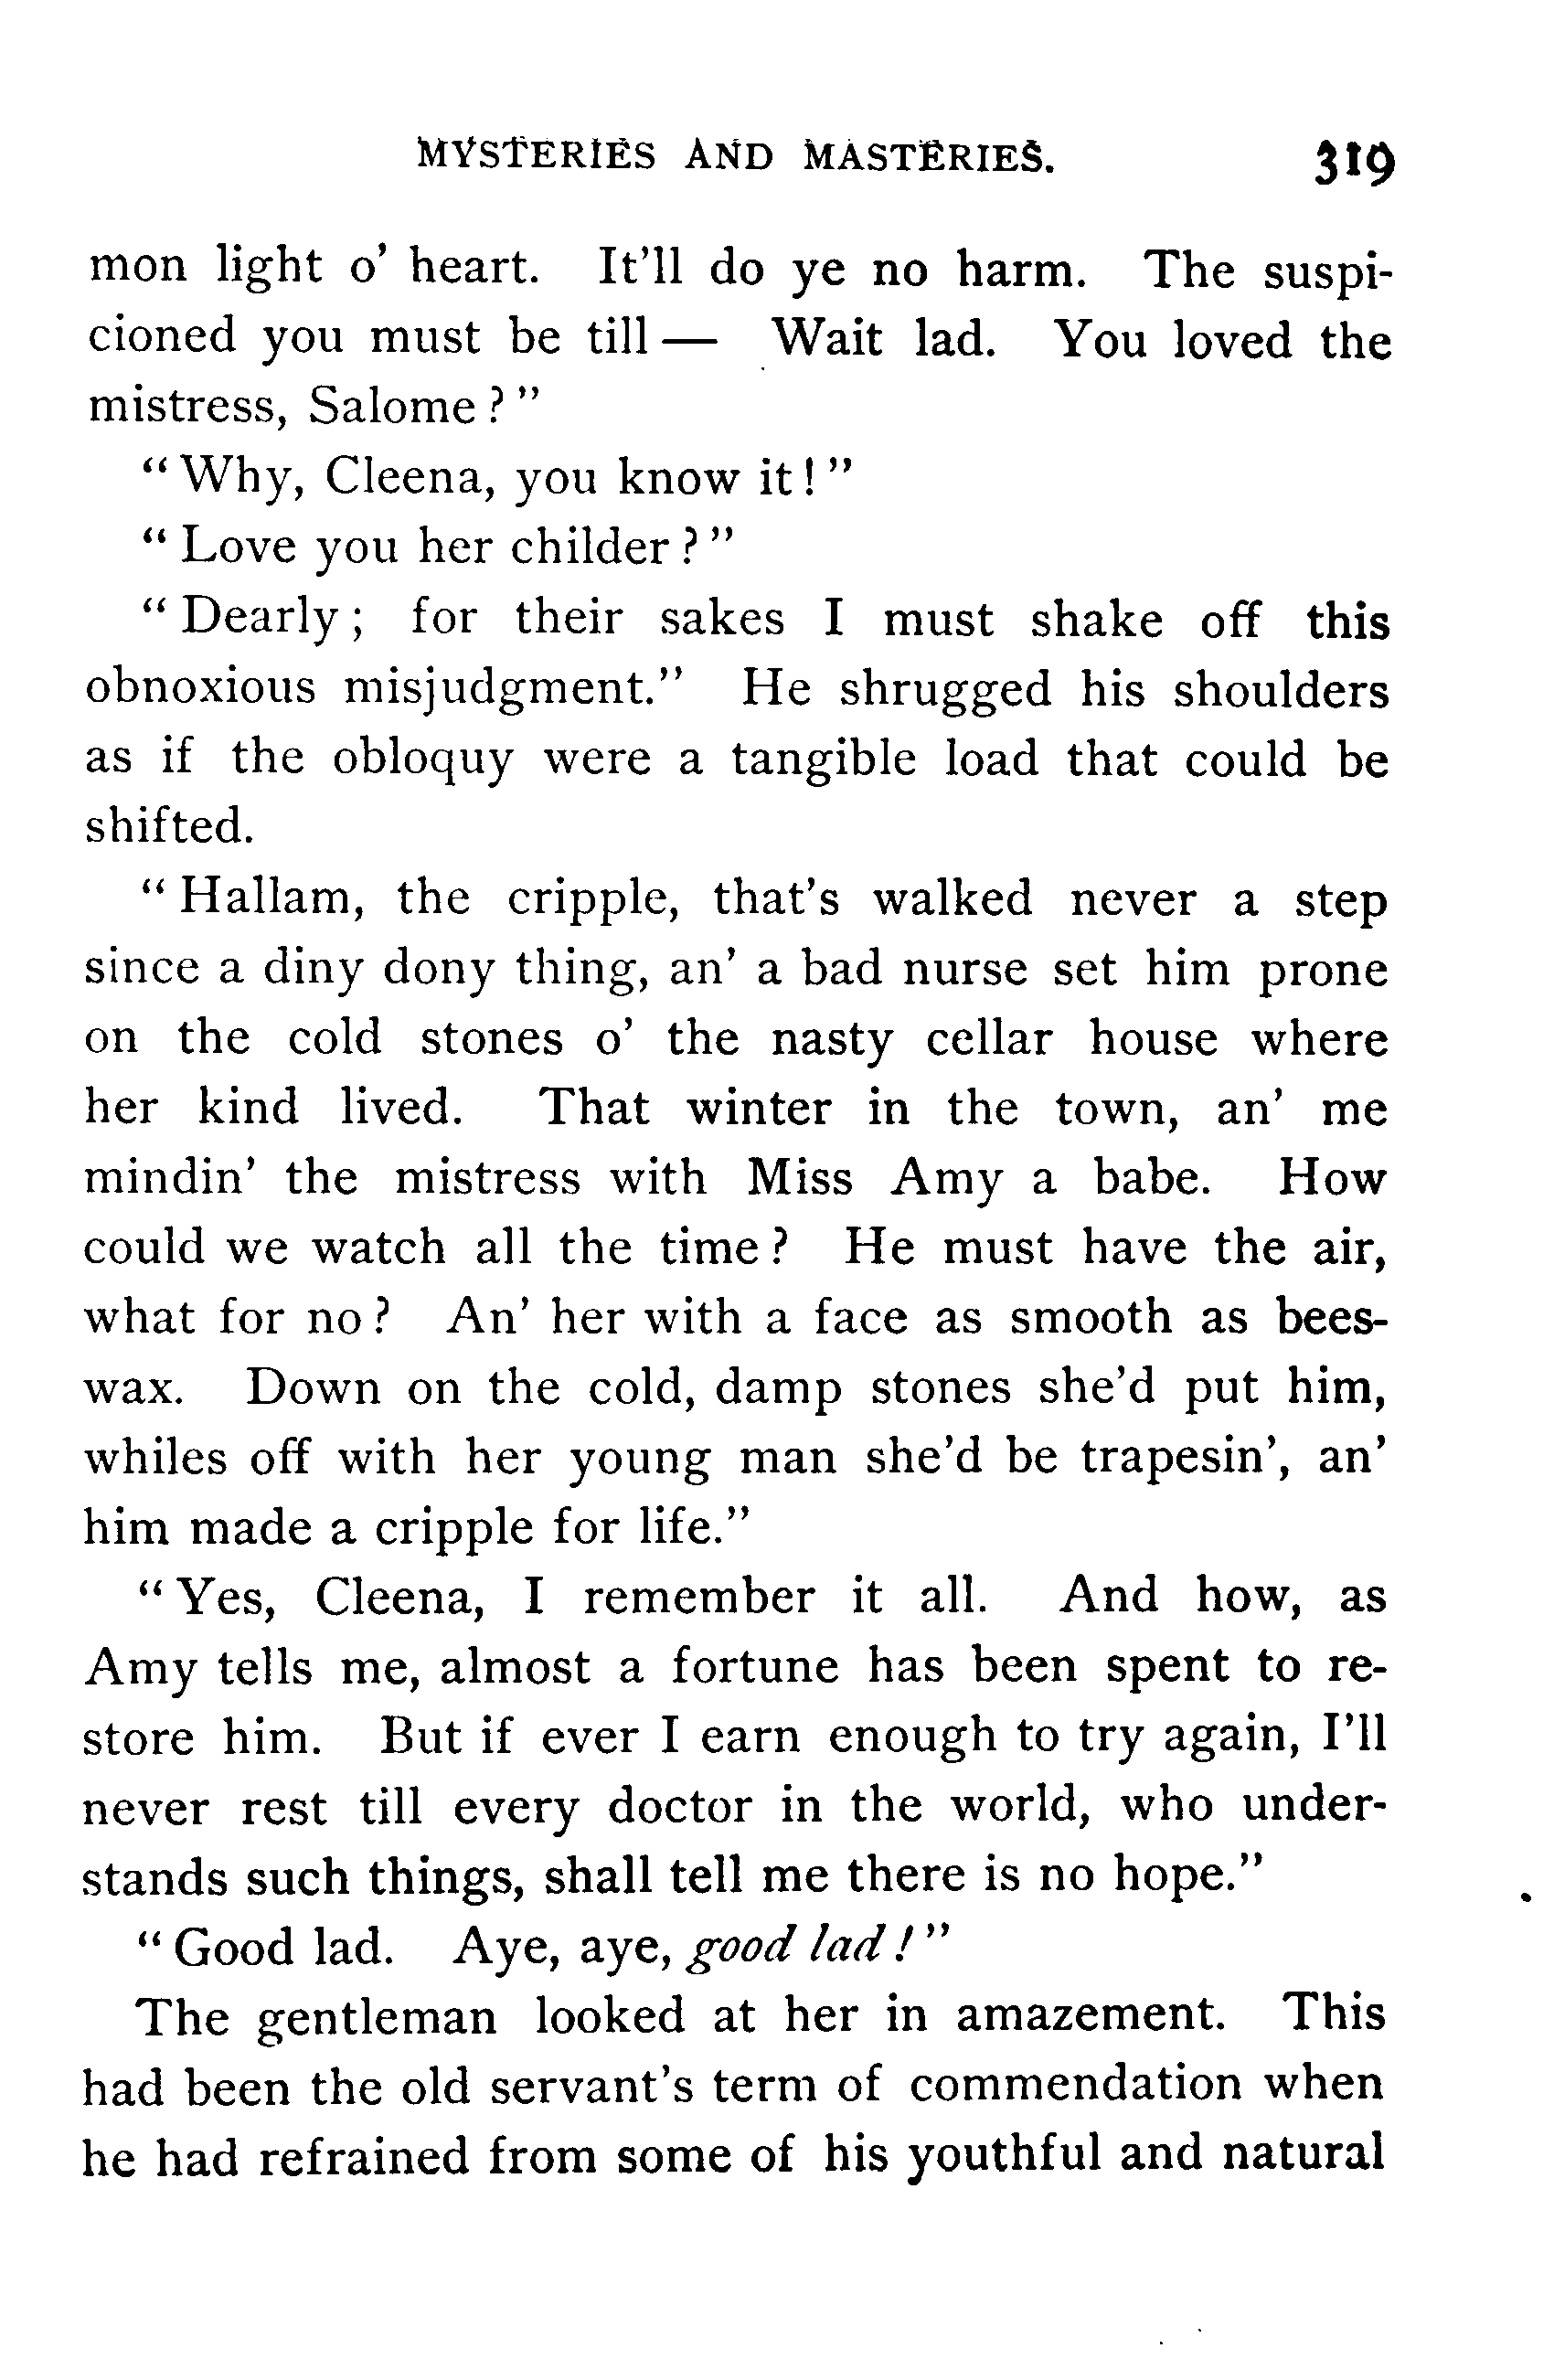 MYSTERIES AND MASTERIES. 319
mon light o' heart. It'll do ye no harm. The suspi-
cioned you must be till — Wait lad. You loved the
mistress, Salome?"
"Why, Cleena, you know it!"
"Love you her childer?"
"Dearly; for their sakes I must shake off this
obnoxious misjudgment." He shrugged his shoulders
as if the obloquy were a tangible load that could be
shifted.
"Hallam, the cripple, that's walked never a step
since a diny dony thing, an' a bad nurse set him prone
on the cold stones o' the nasty cellar house where
her kind lived. That winter in the town, an' me
mindin' the mistress with Miss Amy a babe. How
could we watch all the time? He must have the air,
what for no? An' her with a face as smooth as bees-
wax. Down on the cold, damp stones she'd put him,
whiles off with her young man she'd be trapesin', an'
him made a cripple for life."
"Yes, Cleena, I remember it all. And how, as
Amy tells me, almost a fortune has been spent to re-
store him. But if ever I earn enough to try again, I'll
never rest till every doctor in the world, who under-
stands such things, shall tell me there is no hope."
"Good lad. Aye, aye, good lad!"
The gentleman looked at her in amazement. This
had been the old servant's term of commendation when
he had refrained from some of his youthful and natural